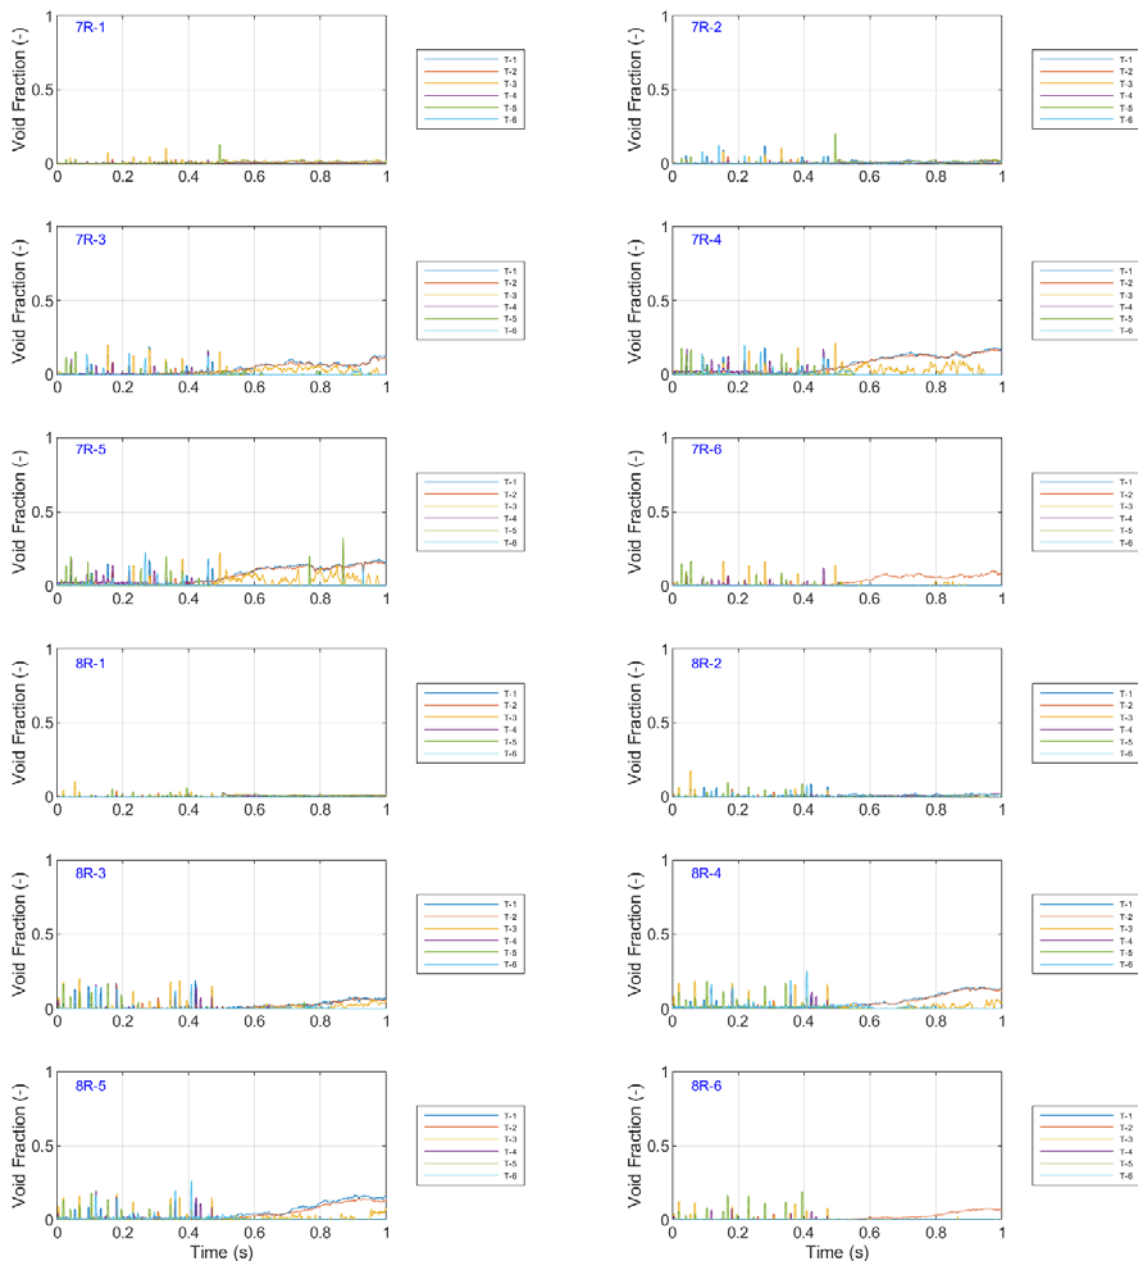 7R-1
Void Fraction (-)
1
0.5
0
0 0.2 0.4 0.6 0.8 1
T-1
T-2
T-3
T-4
T-5
T-6
7R-2
Void Fraction (-)
1
0.5
0
0 0.2 0.4 0.6 0.8 1
T-1
T-2
T-3
T-4
T-5
T-6
7R-3
Void Fraction (-)
1
0.5
0
0 0.2 0.4 0.6 0.8 1
T-1
T-2
T-3
T-4
T-5
T-6
7R-4
Void Fraction (-)
1
0.5
0
0 0.2 0.4 0.6 0.8 1
T-1
T-2
T-3
T-4
T-5
T-6
7R-5
Void Fraction (-)
1
0.5
0
0 0.2 0.4 0.6 0.8 1
T-1
T-2
T-3
T-4
T-5
T-6
7R-6
Void Fraction (-)
1
0.5
0
0 0.2 0.4 0.6 0.8 1
T-1
T-2
T-3
T-4
T-5
T-6
8R-1
Void Fraction (-)
1
0.5
0
0 0.2 0.4 0.6 0.8 1
T-1
T-2
T-3
T-4
T-5
T-6
8R-2
Void Fraction (-)
1
0.5
0
0 0.2 0.4 0.6 0.8 1
T-1
T-2
T-3
T-4
T-5
T-6
8R-3
Void Fraction (-)
1
0.5
0
0 0.2 0.4 0.6 0.8 1
T-1
T-2
T-3
T-4
T-5
T-6
8R-4
Void Fraction (-)
1
0.5
0
0 0.2 0.4 0.6 0.8 1
T-1
T-2
T-3
T-4
T-5
T-6
8R-5
Void Fraction (-)
1
0.5
0
0 0.2 0.4 0.6 0.8 1
Time (s)
T-1
T-2
T-3
T-4
T-5
T-6
8R-6
Void Fraction (-)
1
0.5
0
0 0.2 0.4 0.6 0.8 1
Time (s)
T-1
T-2
T-3
T-4
T-5
T-6